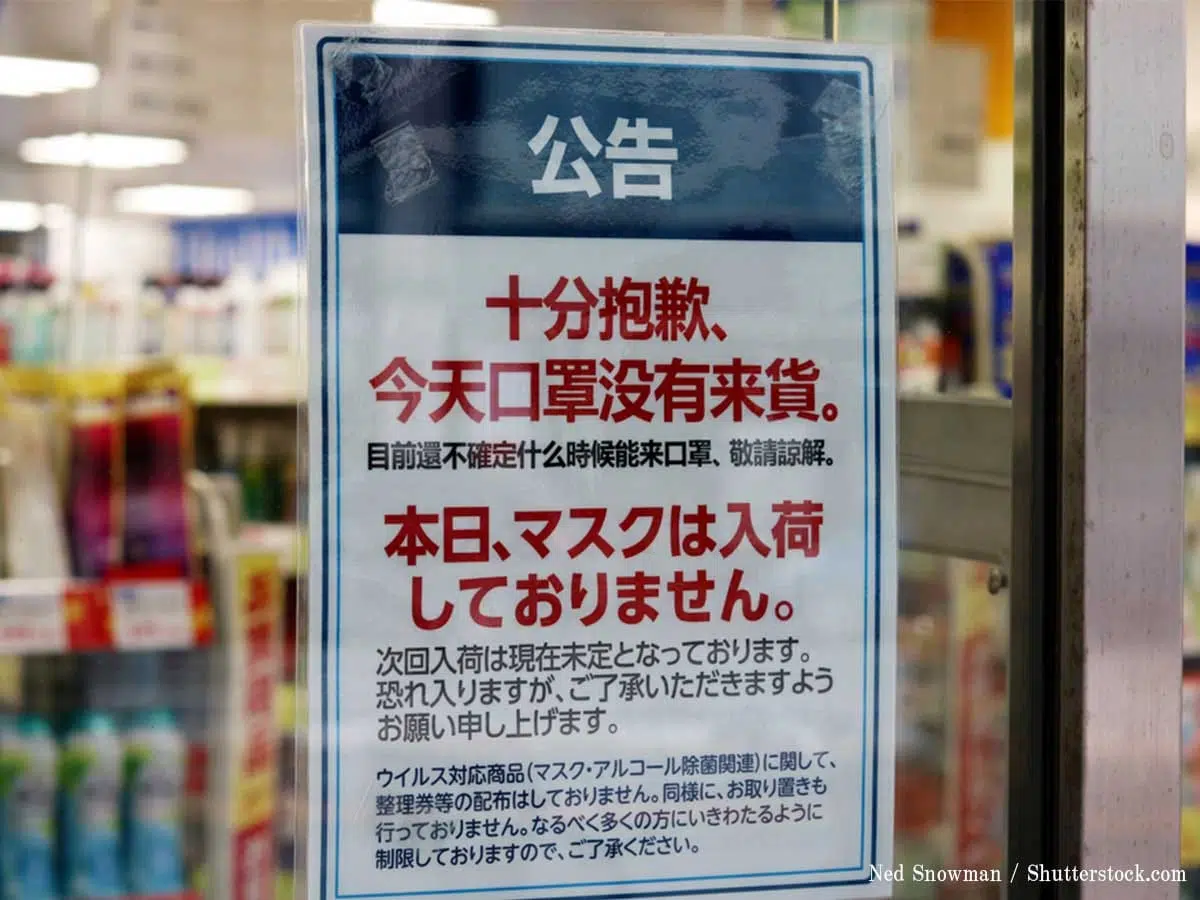 公告
十分抱歉、
今天口罩没有来貨。
目前還不確定什么時候能来口罩、敬請諒解。
本日、マスクは入荷
しておりません。
次回入荷は現在未定となっております。
恐れ入りますが、ご了承いただきますよう
お願い申し上げます。
ウイルス対応商品(マスク・アルコール除菌関連)に関して、
整理券等の配布はしておりません。同様に、お取り置きも
行っておりません。なるべく多くの方にいきわたるように
制限しておりますので、ご了承ください。
Ned Snowman / Shutterstock.com